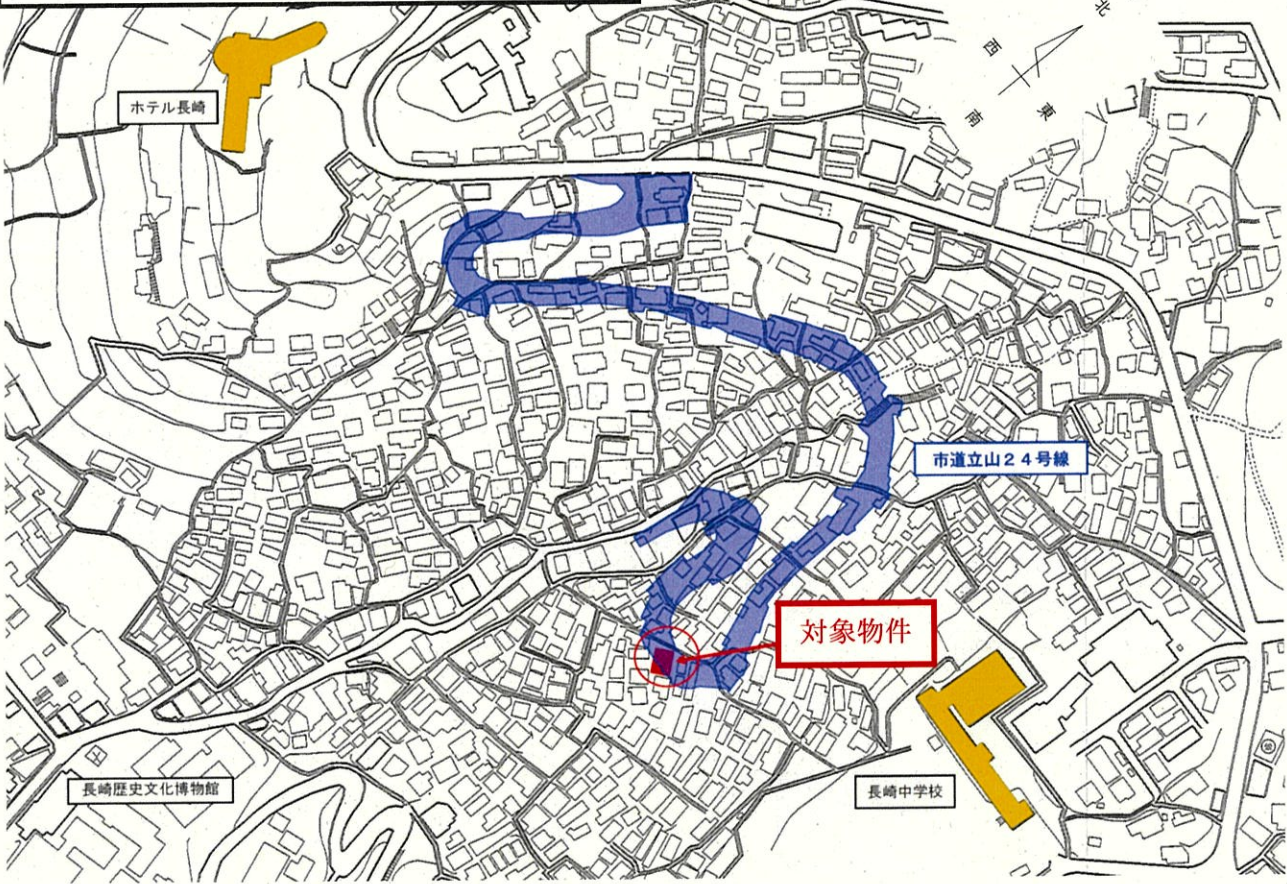 ホテル長崎
北
西
東
南
市道立山24号線
対象物件
長崎歴史文化博物館
長崎中学校